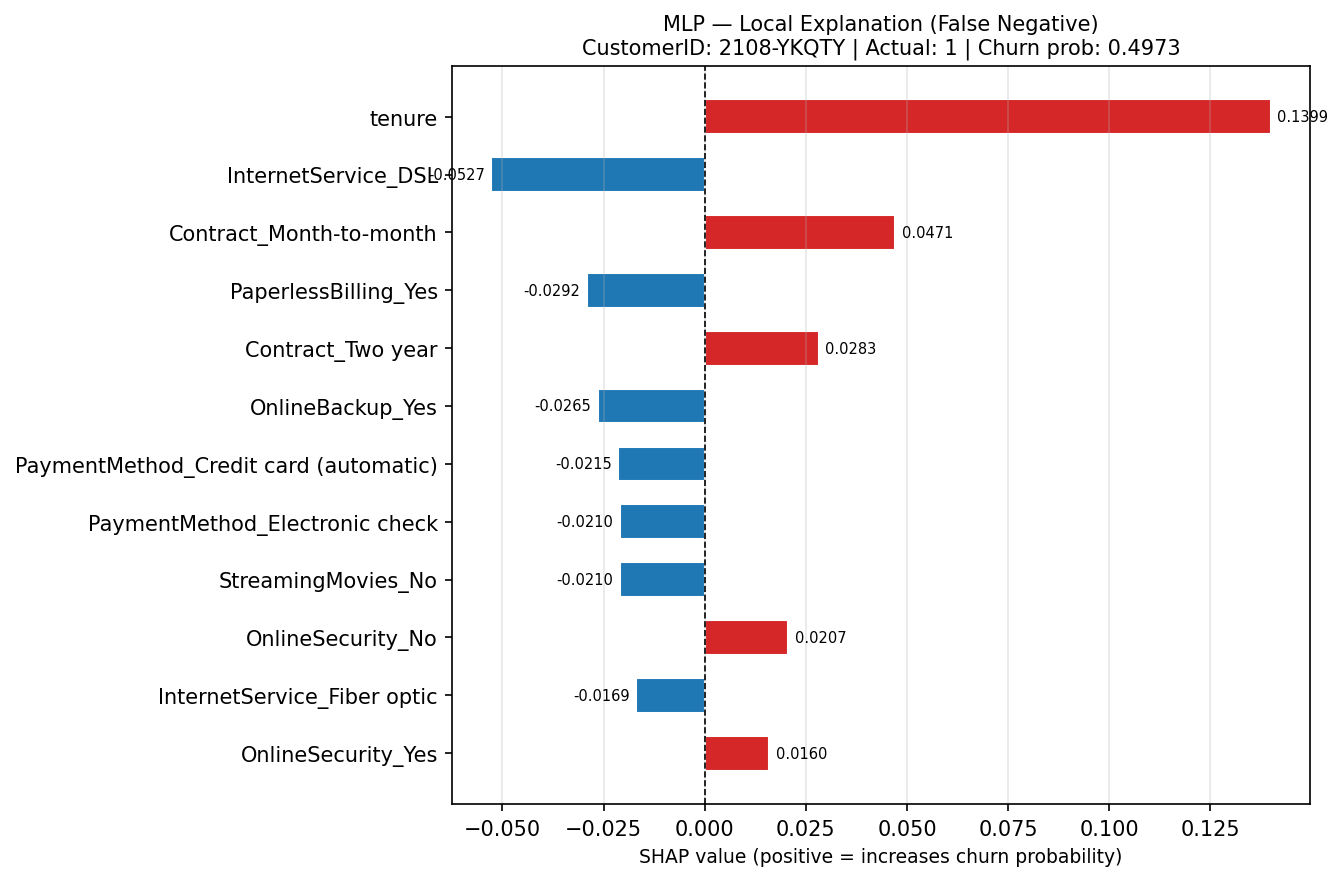 MLP — Local Explanation (False Negative)
CustomerID: 2108-YKQTY | Actual: 1 | Churn prob: 0.4973
tenure
0.1399
InternetService_DSL
-0.0527
Contract_Month-to-month
0.0471
PaperlessBilling_Yes
-0.0292
Contract_Two year
0.0283
OnlineBackup_Yes
-0.0265
PaymentMethod_Credit card (automatic)
-0.0215
PaymentMethod_Electronic check
-0.0210
StreamingMovies_No
-0.0210
OnlineSecurity_No
0.0207
InternetService_Fiber optic
-0.0169
OnlineSecurity_Yes
0.0160
−0.050 −0.025 0.000 0.025 0.050 0.075 0.100 0.125
SHAP value (positive = increases churn probability)